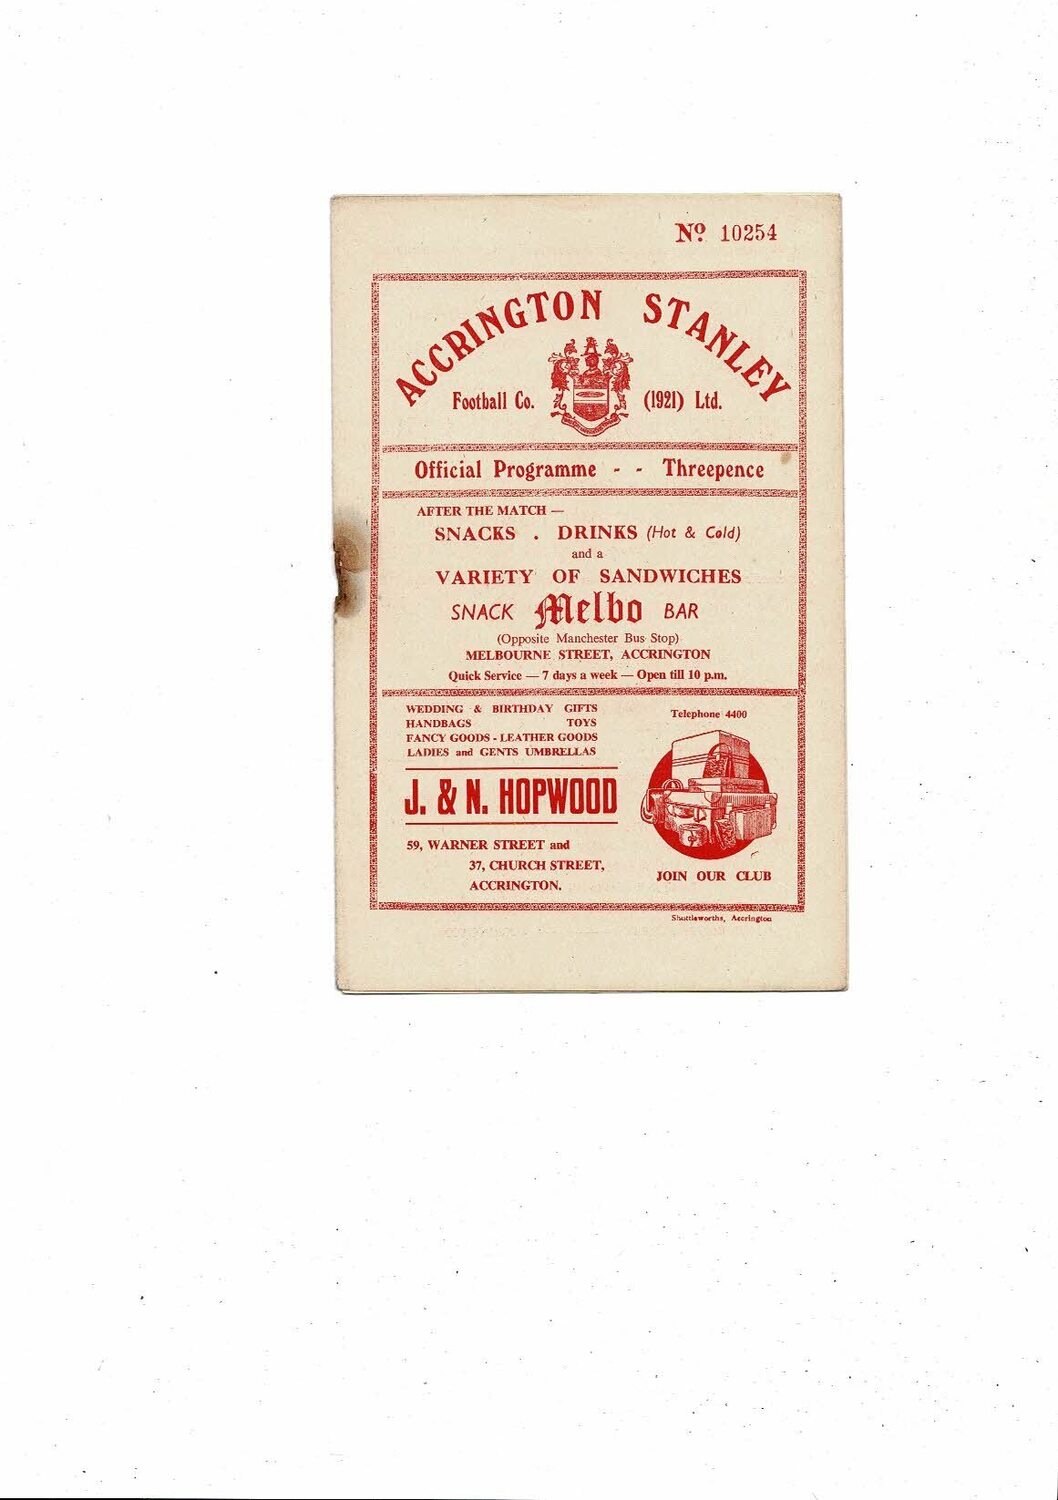 Nº 10254
ACCRINGTON STANLEY
Football Co. (1921) Ltd.
Official Programme - - Threepence
AFTER THE MATCH —
SNACKS . DRINKS (Hot & Cold)
and a
VARIETY OF SANDWICHES
SNACK Melbo BAR
(Opposite Manchester Bus Stop)
MELBOURNE STREET, ACCRINGTON
Quick Service — 7 days a week — Open till 10 p.m.
WEDDING & BIRTHDAY GIFTS
HANDBAGS TOYS
FANCY GOODS - LEATHER GOODS
LADIES and GENTS UMBRELLAS
J. & N. HOPWOOD
59, WARNER STREET and
37, CHURCH STREET,
ACCRINGTON.
Telephone 4400
JOIN OUR CLUB
Shuttleworths, Accrington